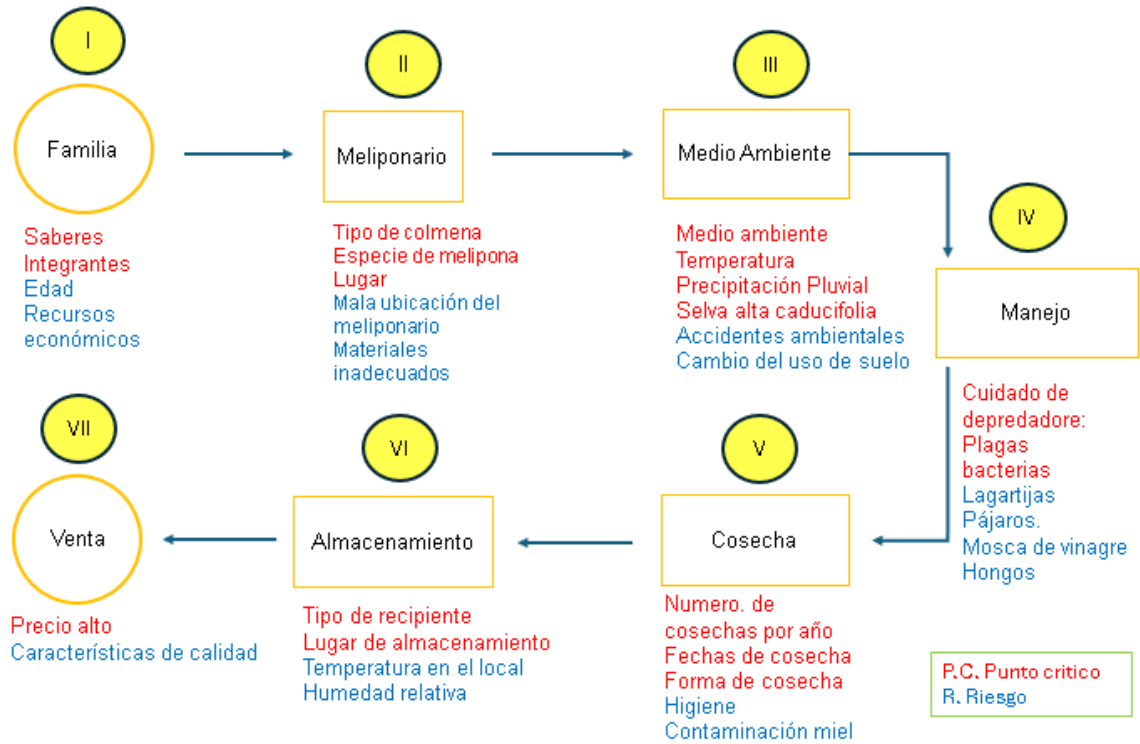 I
Familia
Saberes
Integrantes
Edad
Recursos
económicos
II
Meliponario
Tipo de colmena
Especie de melipona
Lugar
Mala ubicación del
meliponario
Materiales
inadecuados
III
Medio Ambiente
Medio ambiente
Temperatura
Precipitación Pluvial
Selva alta caducifolia
Accidentes ambientales
Cambio del uso de suelo
IV
Manejo
Cuidado de
depredadore:
Plagas
bacterias
Lagartijas
Pájaros.
Mosca de vinagre
Hongos
V
Cosecha
Numero. de
cosechas por año
Fechas de cosecha
Forma de cosecha
Higiene
Contaminación miel
VI
Almacenamiento
Tipo de recipiente
Lugar de almacenamiento
Temperatura en el local
Humedad relativa
VII
Venta
Precio alto
Características de calidad
P.C. Punto critico
R. Riesgo